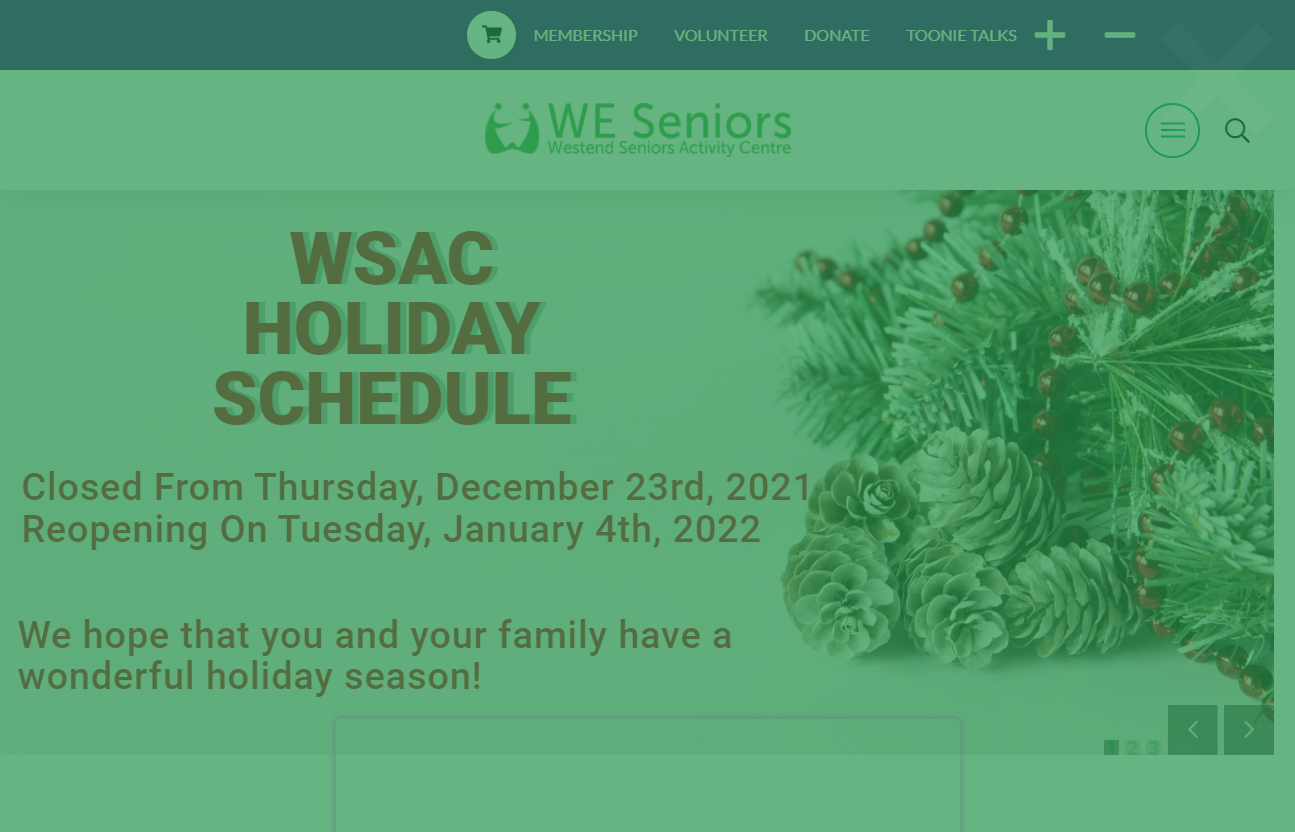 MEMBERSHIP VOLUNTEER DONATE TOONIE TALKS
WE Seniors
Westend Seniors Activity Centre
WSAC
HOLIDAY
SCHEDULE
Closed From Thursday, December 23rd, 2021
Reopening On Tuesday, January 4th, 2022
We hope that you and your family have a
wonderful holiday season!
1 2 3